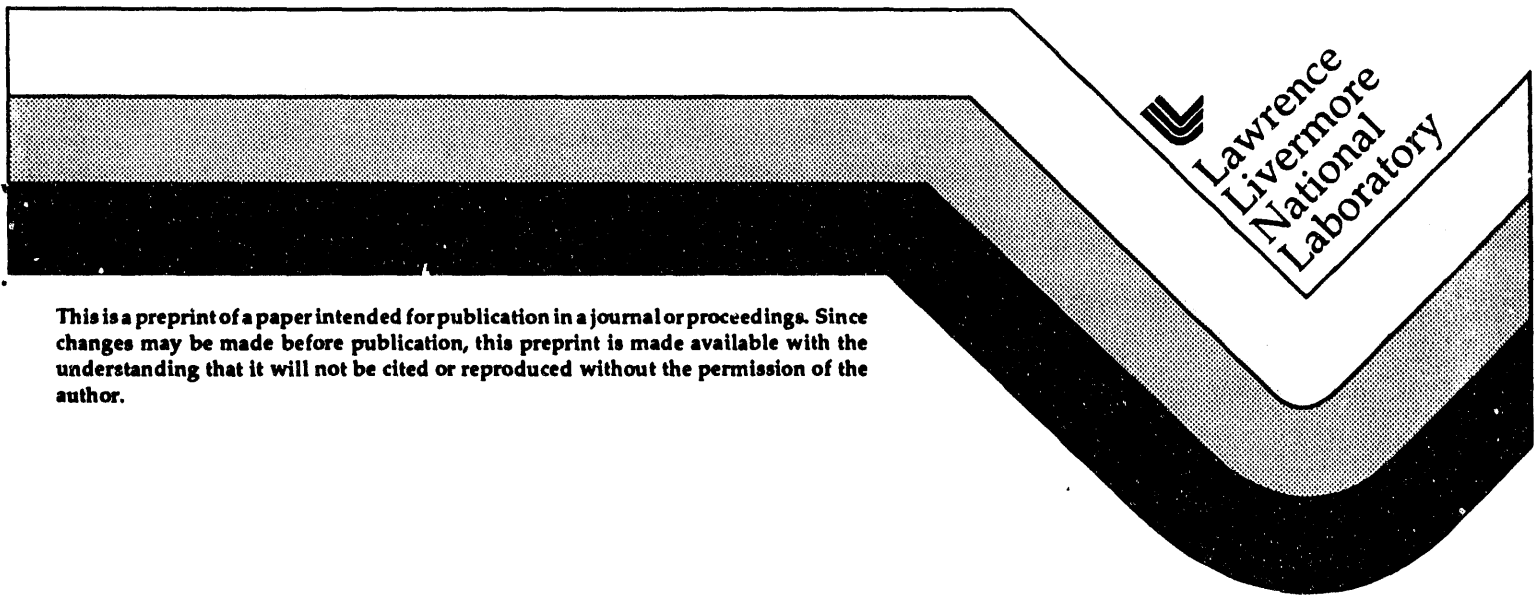 Lawrence
Livermore
National
Laboratory
This is a preprint of a paper intended for publication in a journal or proceedings. Since
changes may be made before publication, this preprint is made available with the
understanding that it will not be cited or reproduced without the permission of the
author.